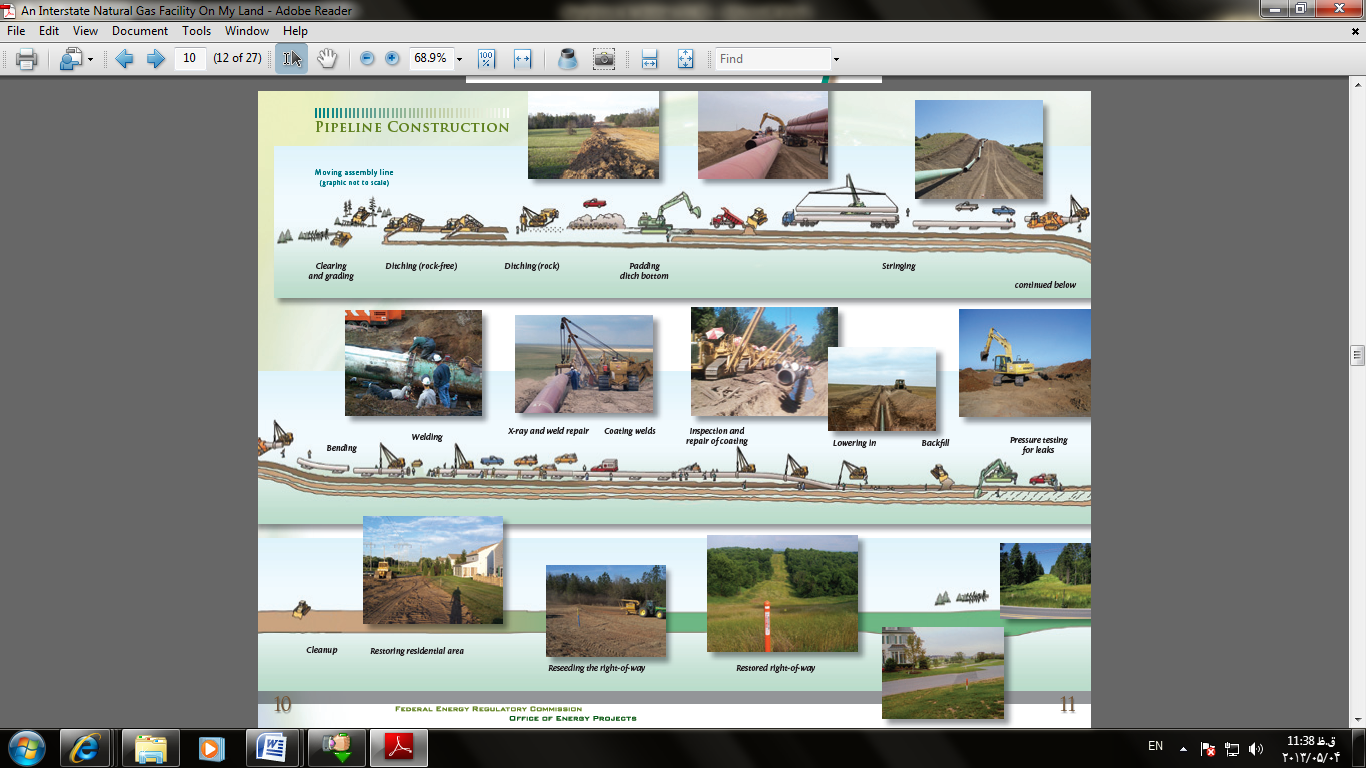 An Interstate Natural Gas Facility On My Land - Adobe Reader
File Edit View Document Tools Window Help
10 (12 of 27) 68.9% 100% Find
PIPELINE CONSTRUCTION
Moving assembly line
(graphic not to scale)
Clearing
and grading
Ditching (rock-free)
Ditching (rock)
Padding
ditch bottom
Stringing
continued below
Bending
Welding
X-ray and weld repair
Coating welds
Inspection and
repair of coating
Lowering in
Backfill
Pressure testing
for leaks
Cleanup
Restoring residential area
Reseeding the right-of-way
Restored right-of-way
10
FEDERAL ENERGY REGULATORY COMMISSION
OFFICE OF ENERGY PROJECTS
11
EN
11:38 ق.ظ
۲۰۱۳/۰۵/۰۴